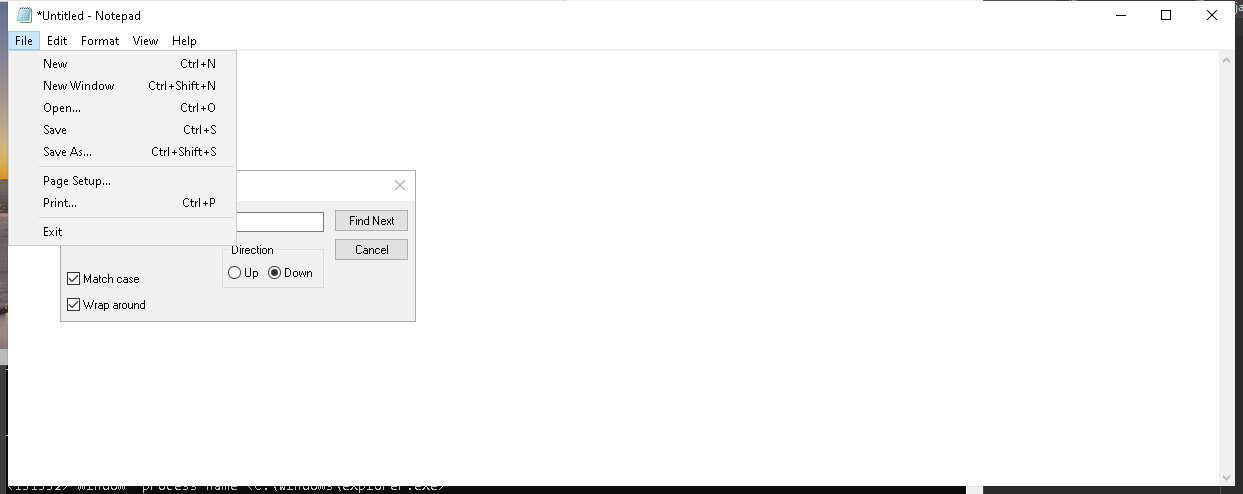 *Untitled - Notepad
File Edit Format View Help
New Ctrl+N
New Window Ctrl+Shift+N
Open... Ctrl+O
Save Ctrl+S
Save As... Ctrl+Shift+S
Page Setup...
Print... Ctrl+P
Exit
Find Next
Cancel
Direction
Up Down
Match case
Wrap around
window process name <C:\Windows\explorer.exe>